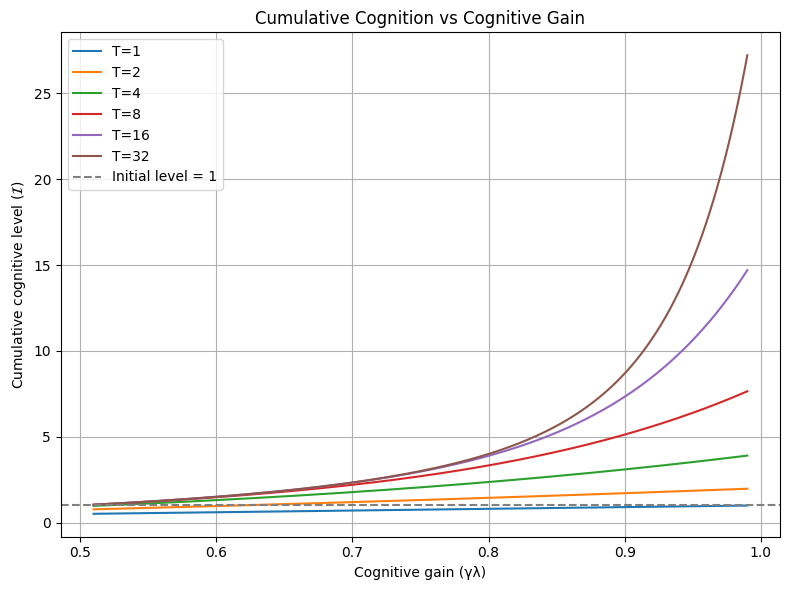 Cumulative Cognition vs Cognitive Gain
T=1
T=2
T=4
T=8
T=16
T=32
Initial level = 1
Cumulative cognitive level (ℐ)
25
20
15
10
5
0
0.5 0.6 0.7 0.8 0.9 1.0
Cognitive gain (γλ)